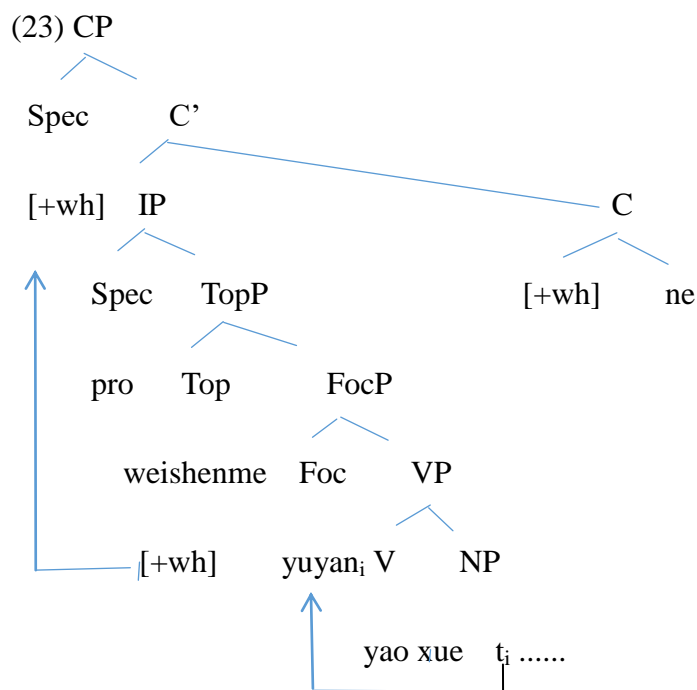 (23) CP
Spec C’
[+wh] IP C
Spec TopP [+wh] ne
pro Top FocP
weishenme Foc VP
[+wh] yuyani V NP
yao xue ti ......